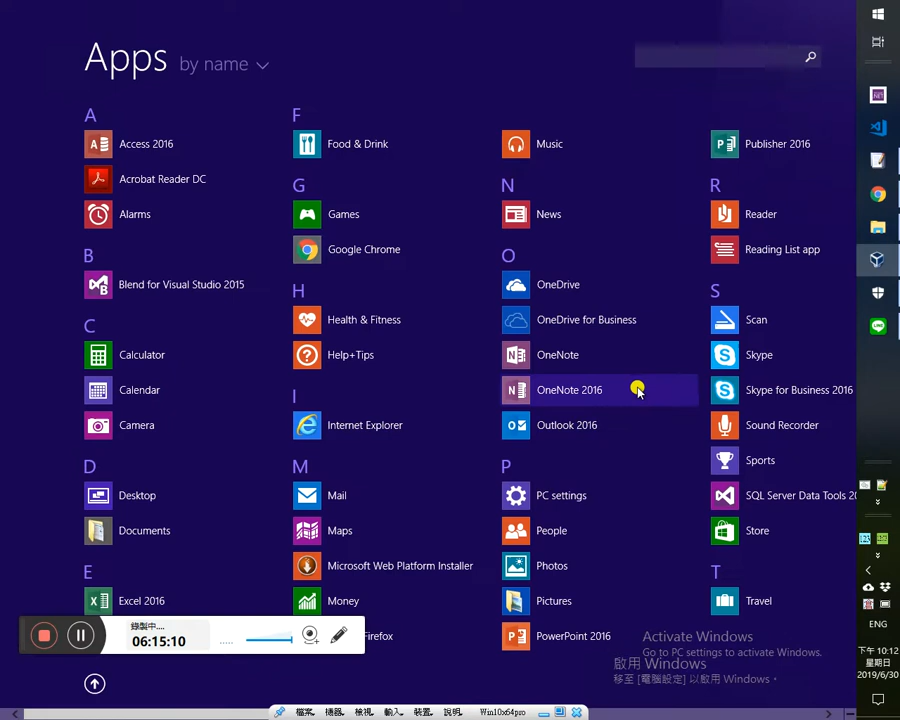 Apps by name
A
Access 2016
Acrobat Reader DC
Alarms
B
Blend for Visual Studio 2015
C
Calculator
Calendar
Camera
D
Desktop
Documents
E
Excel 2016
F
Food & Drink
G
Games
Google Chrome
H
Health & Fitness
Help+Tips
I
Internet Explorer
M
Mail
Maps
Microsoft Web Platform Installer
Money
Music
N
News
O
OneDrive
OneDrive for Business
OneNote
OneNote 2016
Outlook 2016
P
PC settings
People
Photos
Pictures
PowerPoint 2016
Publisher 2016
R
Reader
Reading List app
S
Scan
Skype
Skype for Business 2016
Sound Recorder
Sports
SQL Server Data Tools 20
Store
T
Travel
錄製中....
06:15:10
Activate Windows
Go to PC settings to activate Windows.
啟用 Windows
移至 [電腦設定] 以啟用 Windows。
檔案 機器 檢視 輸入 裝置 說明 Win10x64pro
ENG
下午 10:12
星期日
2019/6/30